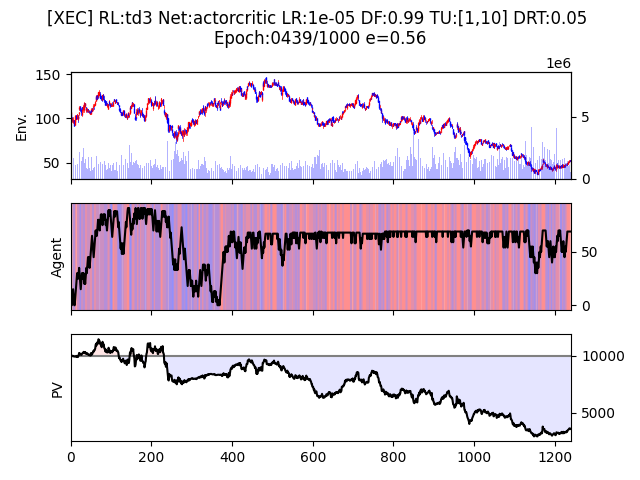 [XEC] RL:td3 Net:actorcritic LR:1e-05 DF:0.99 TU:[1,10] DRT:0.05
Epoch:0439/1000 e=0.56
1e6
150
100
50
Env.
5
0
Agent
50
0
PV
10000
5000
0 200 400 600 800 1000 1200